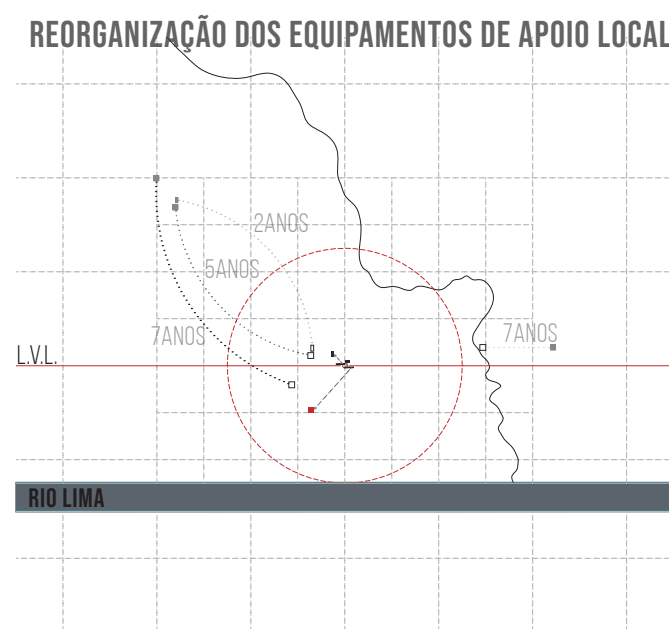 REORGANIZAÇÃO DOS EQUIPAMENTOS DE APOIO LOCAL
2ANOS
5ANOS
7ANOS
7ANOS
L.V.L.
RIO LIMA